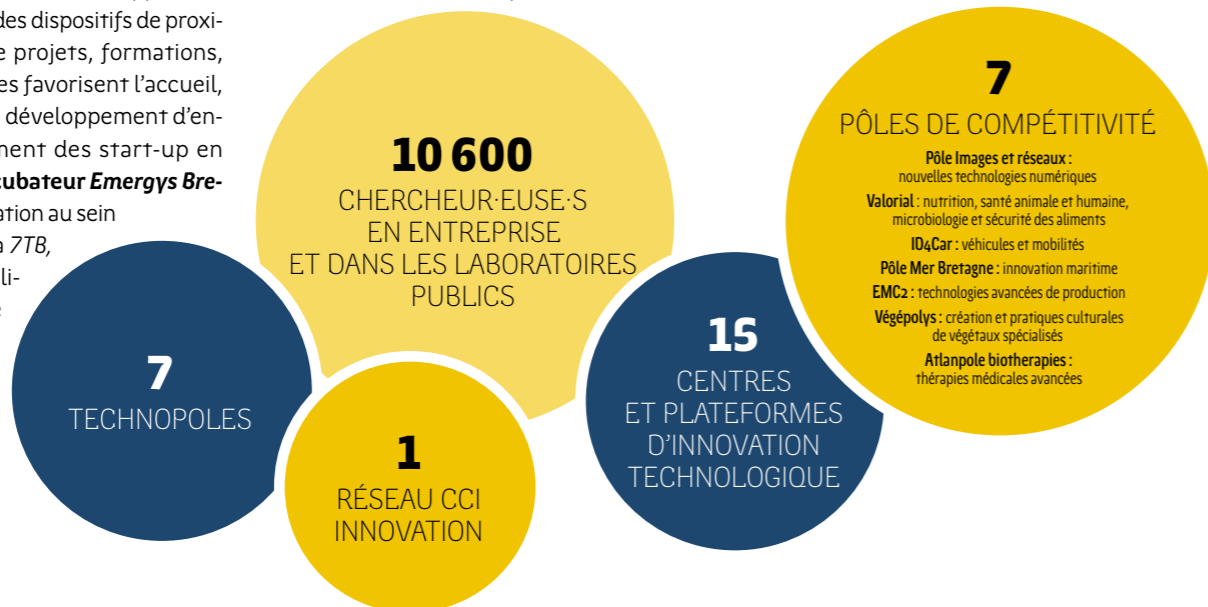 des dispositifs de proxi-
projets, formations,
es favorisent l'accueil,
développement d'en-
ment des start-up en
cubateur Emergys Bre-
ation au sein
7TB,
li-
7
TECHNOPOLES
10 600
CHERCHEUR·EUSE·S
EN ENTREPRISE
ET DANS LES LABORATOIRES
PUBLICS
1
RÉSEAU CCI
INNOVATION
15
CENTRES
ET PLATEFORMES
D'INNOVATION
TECHNOLOGIQUE
7
PÔLES DE COMPÉTITIVITÉ
Pôle Images et réseaux :
nouvelles technologies numériques
Valorial : nutrition, santé animale et humaine,
microbiologie et sécurité des aliments
ID4Car : véhicules et mobilités
Pôle Mer Bretagne : innovation maritime
EMC2 : technologies avancées de production
Végépolys : création et pratiques culturales
de végétaux spécialisés
Atlanpole biotherapies :
thérapies médicales avancées